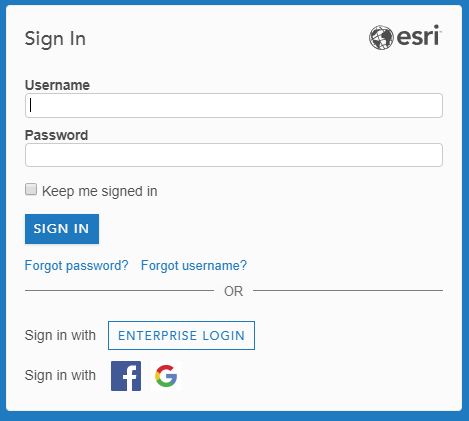 Sign In
esri
Username
Password
Keep me signed in
SIGN IN
Forgot password? Forgot username?
OR
Sign in with ENTERPRISE LOGIN
Sign in with f G